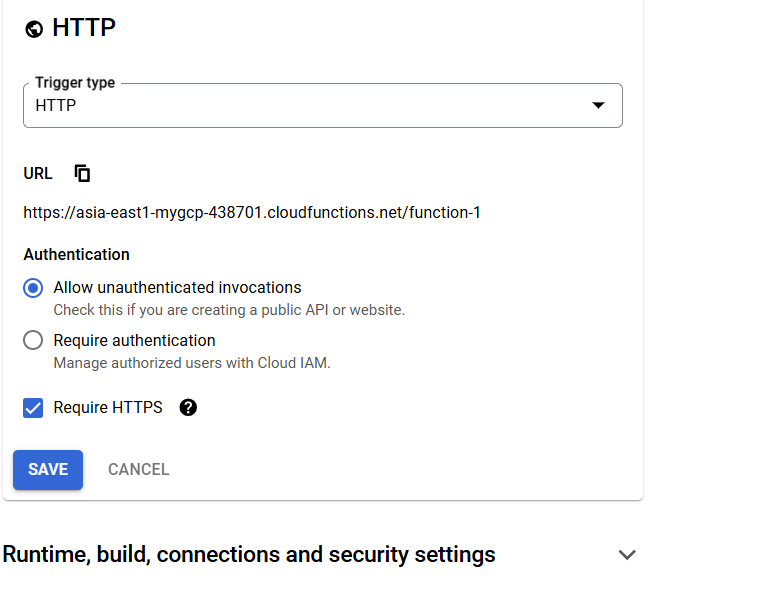 HTTP
Trigger type
HTTP
URL
https://asia-east1-mygcp-438701.cloudfunctions.net/function-1
Authentication
Allow unauthenticated invocations
Check this if you are creating a public API or website.
Require authentication
Manage authorized users with Cloud IAM.
Require HTTPS
SAVE CANCEL
Runtime, build, connections and security settings